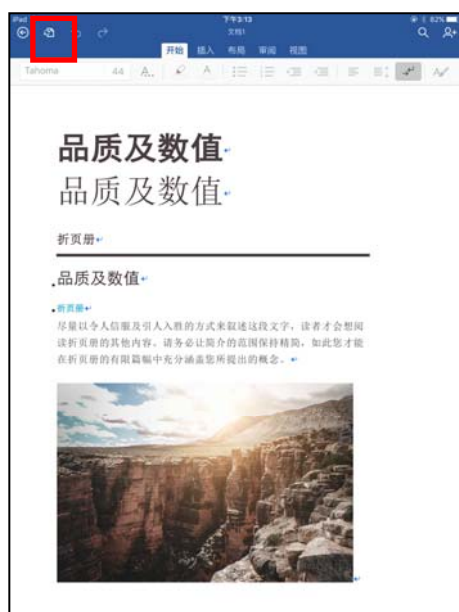 iPad 下午3:13 82%
文档1
开始 插入 布局 审阅 视图
Tahoma 44 A.. A
品质及数值
品质及数值
折页册
品质及数值
折页册
尽量以令人信服及引人入胜的方式来叙述这段文字，读者才会想阅
读折页册的其他内容。请务必让简介的范围保持精简，如此您才能
在折页册的有限篇幅中充分涵盖您所提出的概念。